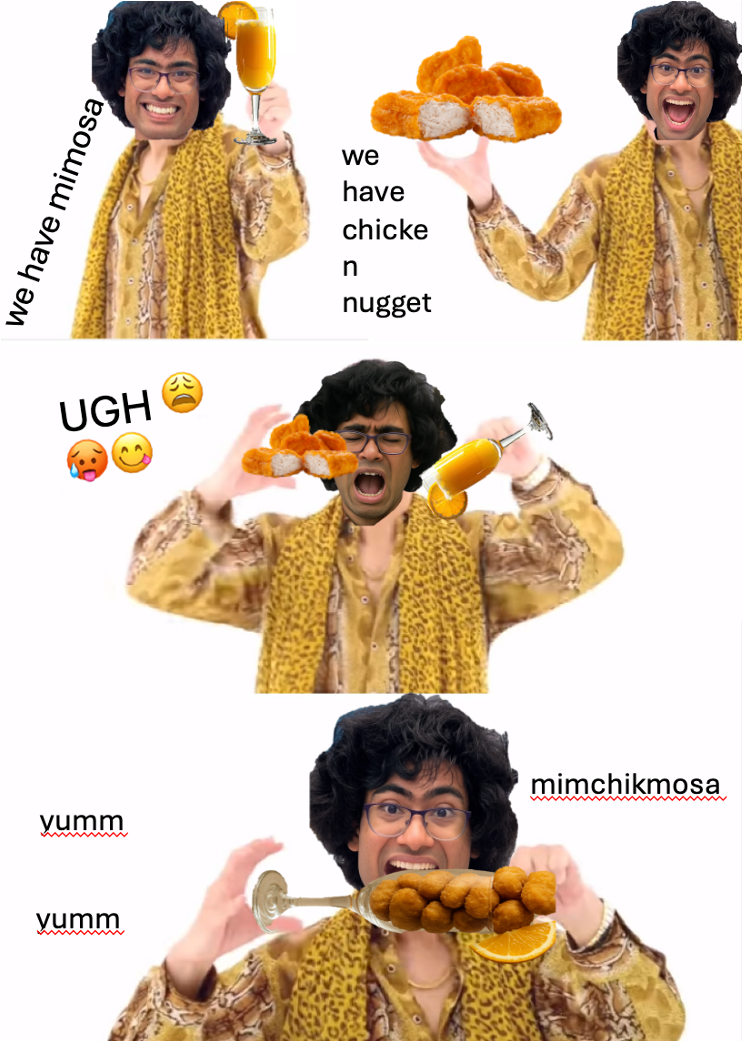 we have mimosa
we
have
chicke
n
nugget
UGH 😩
🥵😋
mimchikmosa
yumm
yumm